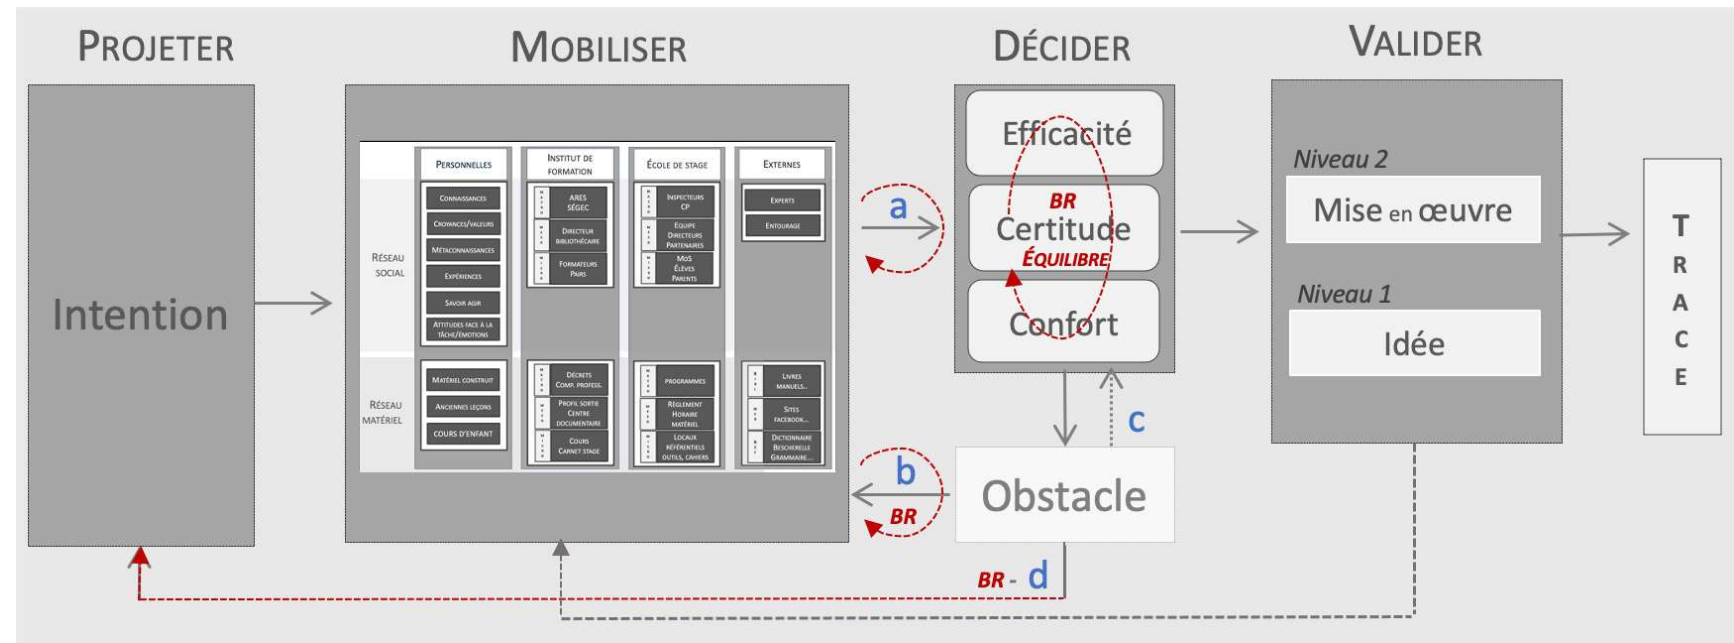 PROJETER
MOBILISER
DÉCIDER
VALIDER
Intention
PERSONNELLES
INSTITUT DE
FORMATION
ÉCOLE DE STAGE
EXTERNES
RÉSEAU
SOCIAL
CONNAISSANCES
CROYANCES/VALEURS
MÉTACONNAISSANCES
EXPÉRIENCES
SAVOIR AGIR
ATTITUDES FACE À LA
TÂCHE/ÉMOTIONS
ARES
SÉGEC
DIRECTEUR
BIBLIOTHÉCAIRE
FORMATEURS
PAIRS
INSPECTEURS
CP
EQUIPE
DIRECTEURS
PARTENAIRES
MDS
ÉLÈVES
PARENTS
EXPERTS
ENTOURAGE
RÉSEAU
MATÉRIEL
MATÉRIEL CONSTRUIT
ANCIENNES LEÇONS
COURS D'ENFANT
DÉCRETS
COMP. PROFESS.
PROFIL SORTIE
CENTRE
DOCUMENTAIRE
COURS
CARNET STAGE
PROGRAMMES
RÈGLEMENT
HORAIRE
MATÉRIEL
LOCAUX
RÉFÉRENTIELS
OUTILS, CAHIERS
LIVRES
MANUELS...
SITES
FACEBOOK...
DICTIONNAIRE
BESCHERELLE
GRAMMAIRE...
a
b
BR
Efficacité
BR
Certitude
ÉQUILIBRE
Confort
c
Obstacle
BR - d
Niveau 2
Mise en œuvre
Niveau 1
Idée
TRACE